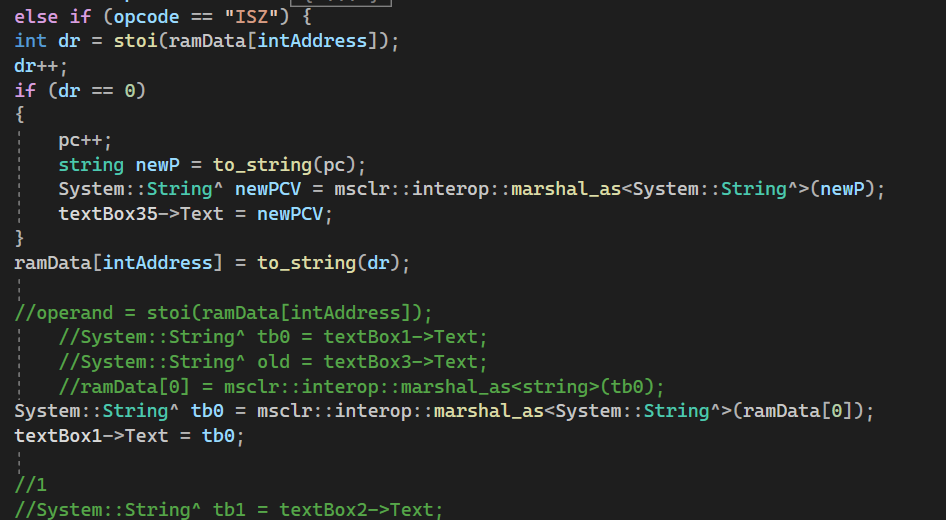 else if (opcode == "ISZ") {
int dr = stoi(ramData[intAddress]);
dr++;
if (dr == 0)
{
pc++;
string newP = to_string(pc);
System::String^ newPCV = msclr::interop::marshal_as<System::String^>(newP);
textBox35->Text = newPCV;
}
ramData[intAddress] = to_string(dr);
//operand = stoi(ramData[intAddress]);
//System::String^ tb0 = textBox1->Text;
//System::String^ old = textBox3->Text;
//ramData[0] = msclr::interop::marshal_as<string>(tb0);
System::String^ tb0 = msclr::interop::marshal_as<System::String^>(ramData[0]);
textBox1->Text = tb0;
//1
//System::String^ tb1 = textBox2->Text;